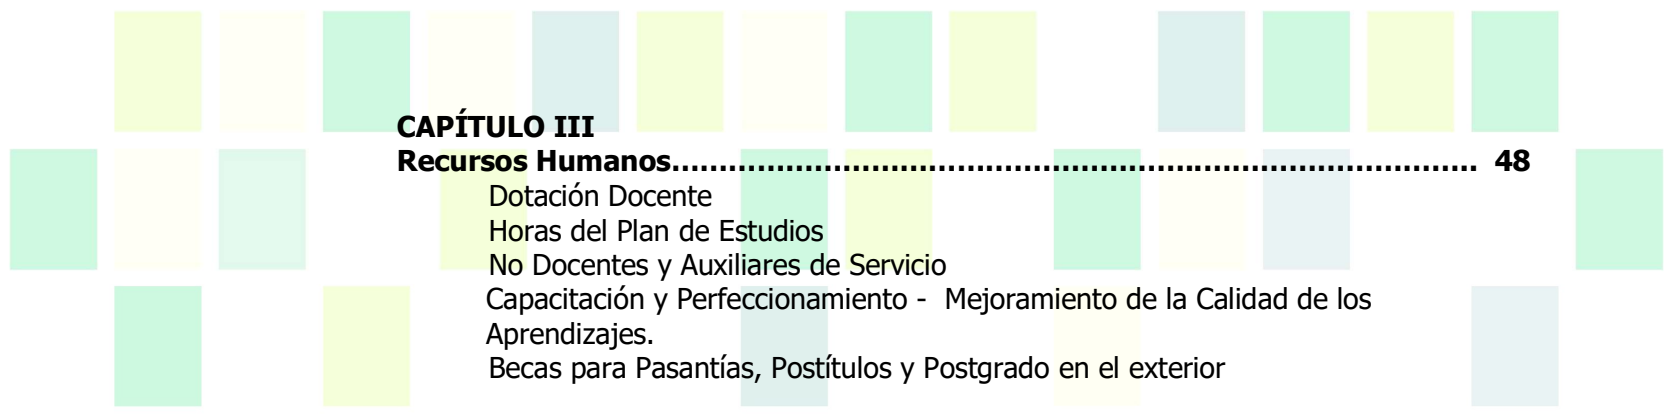 CAPÍTULO III
Recursos Humanos…………………………………………………………………………….. 48
Dotación Docente
Horas del Plan de Estudios
No Docentes y Auxiliares de Servicio
Capacitación y Perfeccionamiento -  Mejoramiento de la Calidad de los
Aprendizajes.
Becas para Pasantías, Postítulos y Postgrado en el exterior